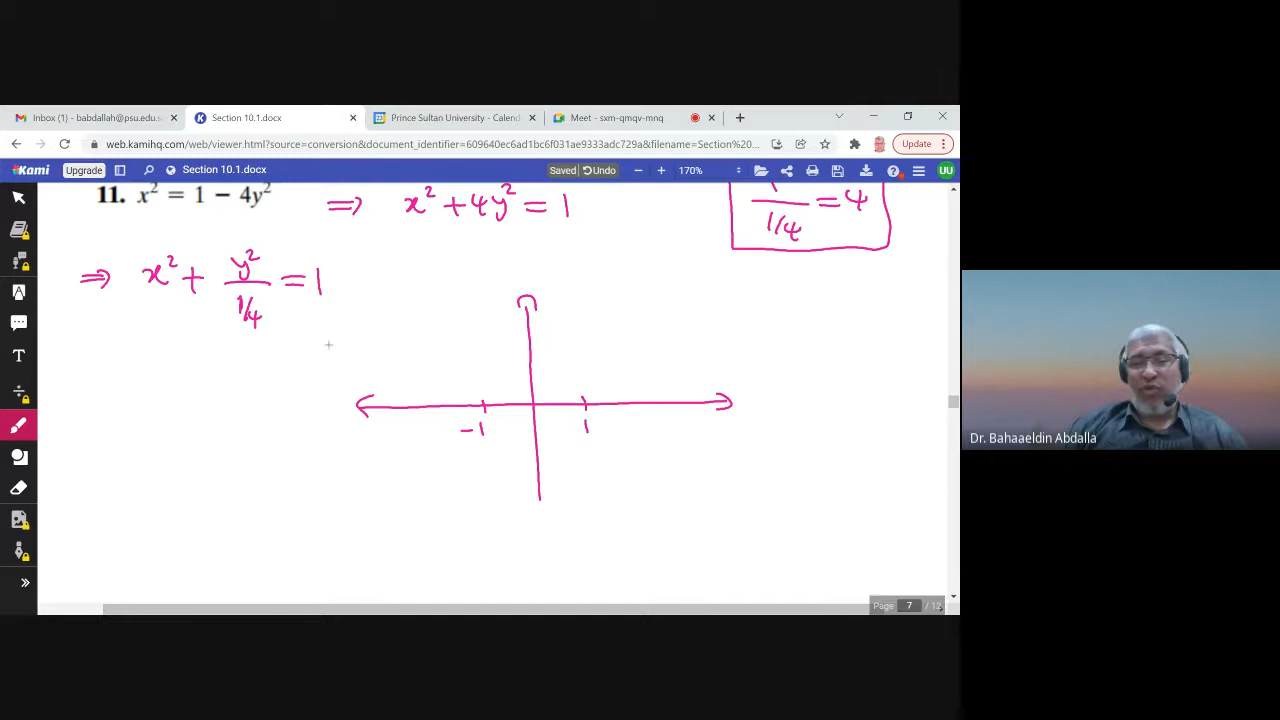 Inbox (1) - babdallah@psu.edu.s
Section 10.1.docx
Prince Sultan University - Calend
Meet - sxm-qmqv-mnq
web.kamihq.com/web/viewer.html?source=conversion&document_identifier=609640ec6ad1bc6f031ae9333adc729a&filename=Section%20...
Update
Kami
Upgrade
Section 10.1.docx
Saved
Undo
170%
UU
11. x² = 1 − 4y² ⇒ x² + 4y² = 1
1/4 = 4
⇒ x² + y²/1/4 = 1
-1 1
Dr. Bahaaeldin Abdalla
Page 7 / 12